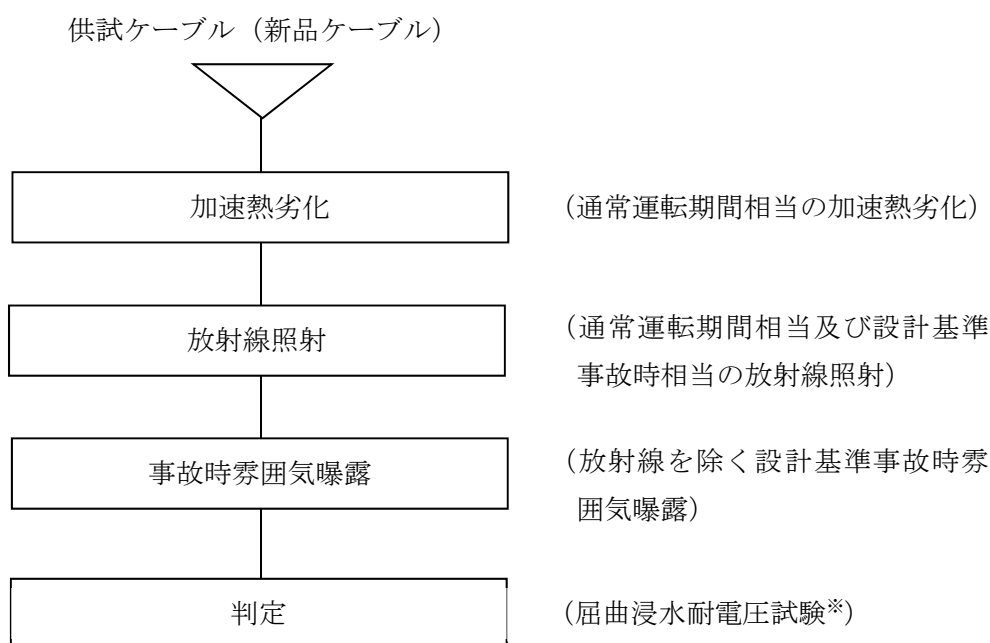 供試ケーブル（新品ケーブル）
加速熱劣化
（通常運転期間相当の加速熱劣化）
放射線照射
（通常運転期間相当及び設計基準
事故時相当の放射線照射）
事故時雰囲気曝露
（放射線を除く設計基準事故時雰
囲気曝露）
判定
（屈曲浸水耐電圧試験※）